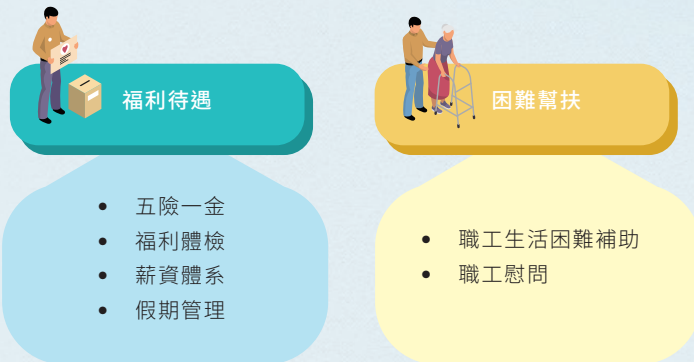 福利待遇
五險一金
福利體檢
薪資體系
假期管理
困難幫扶
職工生活困難補助
職工慰問